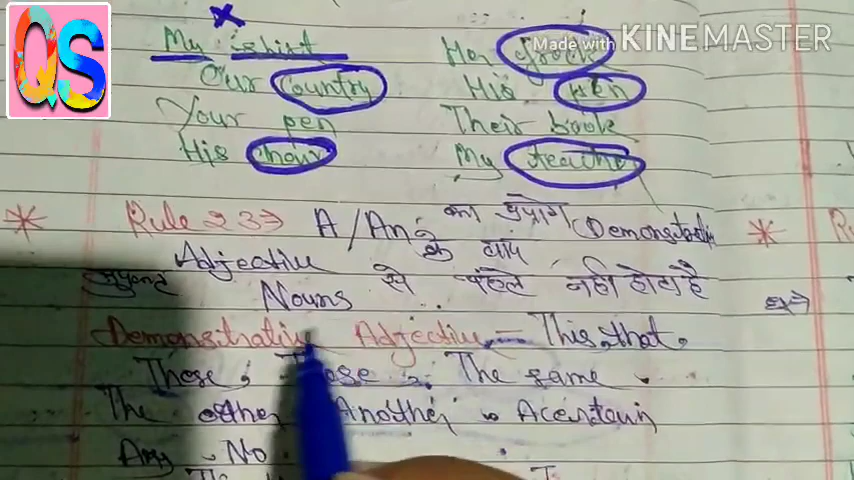 QS
Made with KINEMASTER
My shirt Her frock
Our Country His pen
Your pen Their book
His hair My teacher
Rule 23 → A/An का प्रयोग Demonstrative
Adjective के बाद
Nouns से पहले नहीं होता है
Demonstrative Adjective = This, that,
These, Those, The same
The other, Another, A certain
Any, No